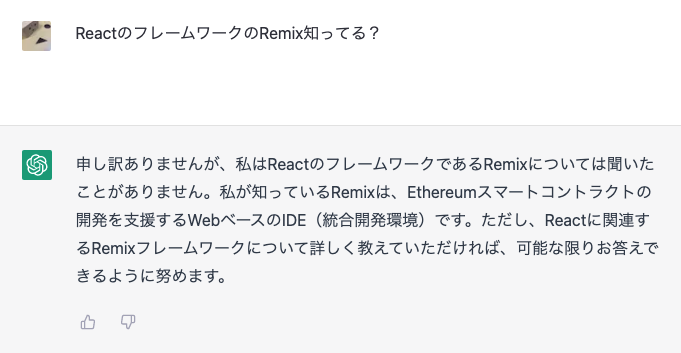 ReactのフレームワークのRemix知ってる？
申し訳ありませんが、私はReactのフレームワークであるRemixについては聞いた
ことがありません。私が知っているRemixは、Ethereumスマートコントラクトの
開発を支援するWebベースのIDE（統合開発環境）です。ただし、Reactに関連す
るRemixフレームワークについて詳しく教えていただければ、可能な限りお答えで
きるように努めます。